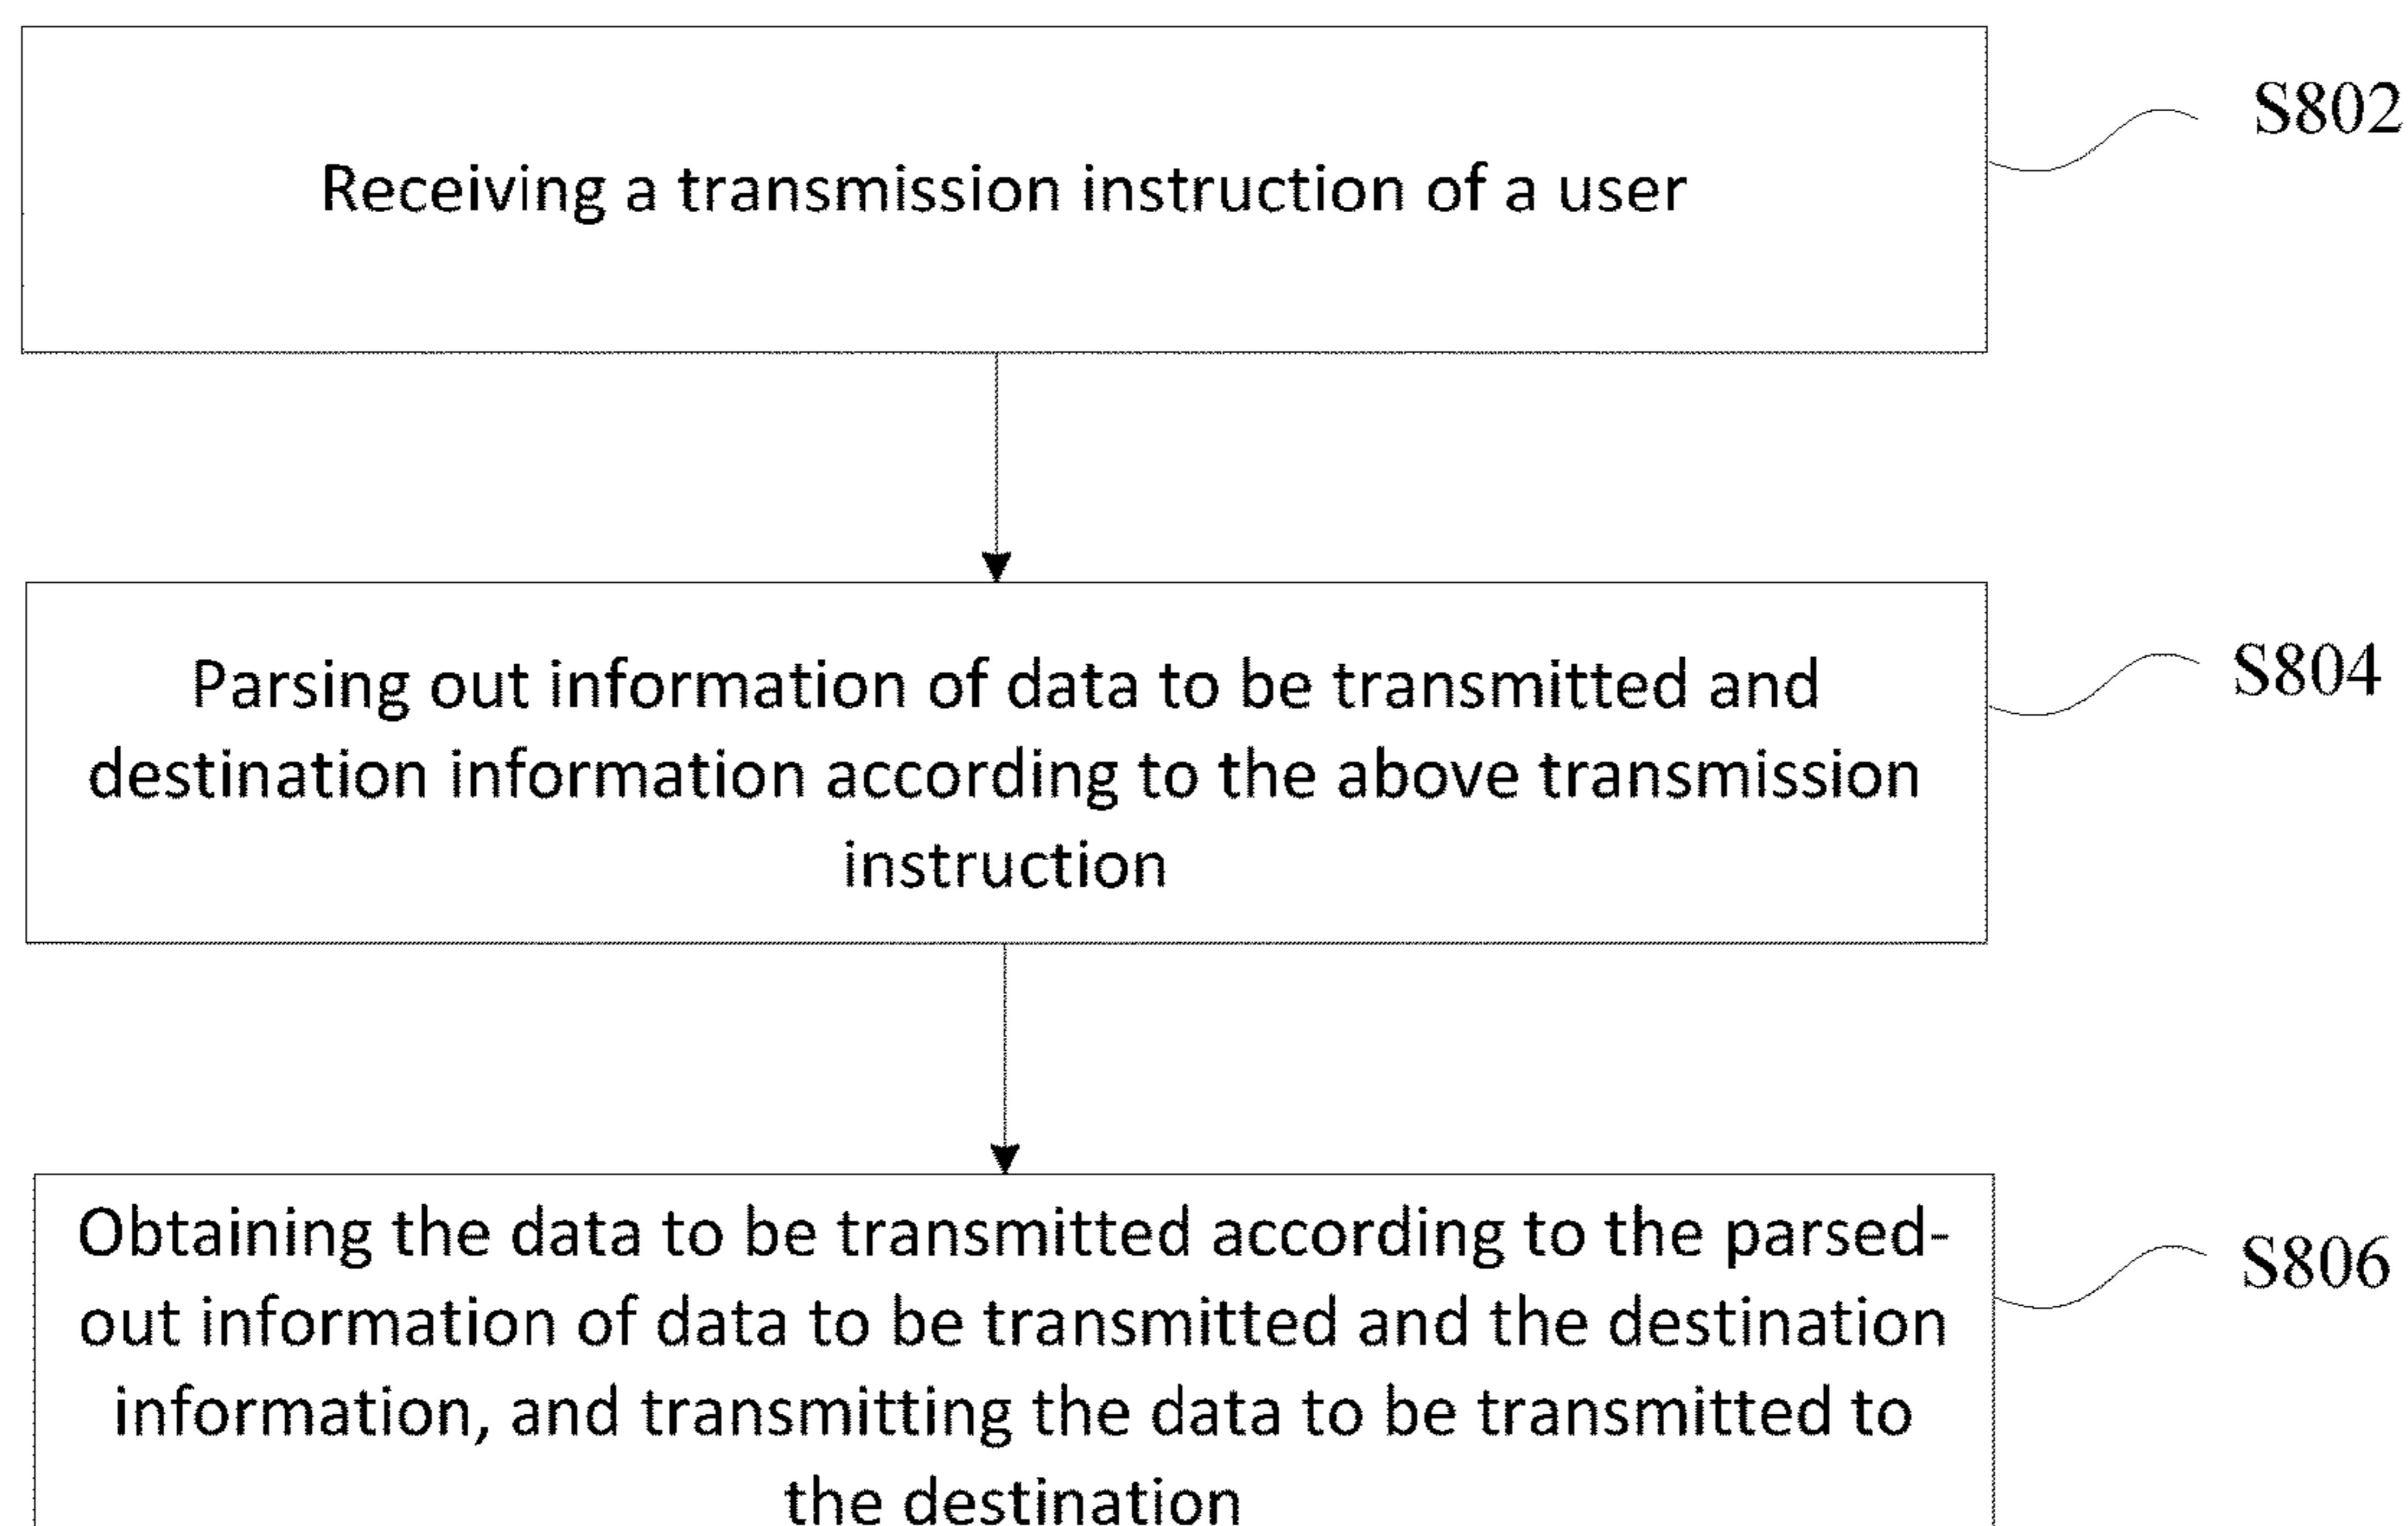 Receiving a transmission instruction of a user
S802
Parsing out information of data to be transmitted and
destination information according to the above transmission
instruction
S804
Obtaining the data to be transmitted according to the parsed-
out information of data to be transmitted and the destination
information, and transmitting the data to be transmitted to
the destination
S806